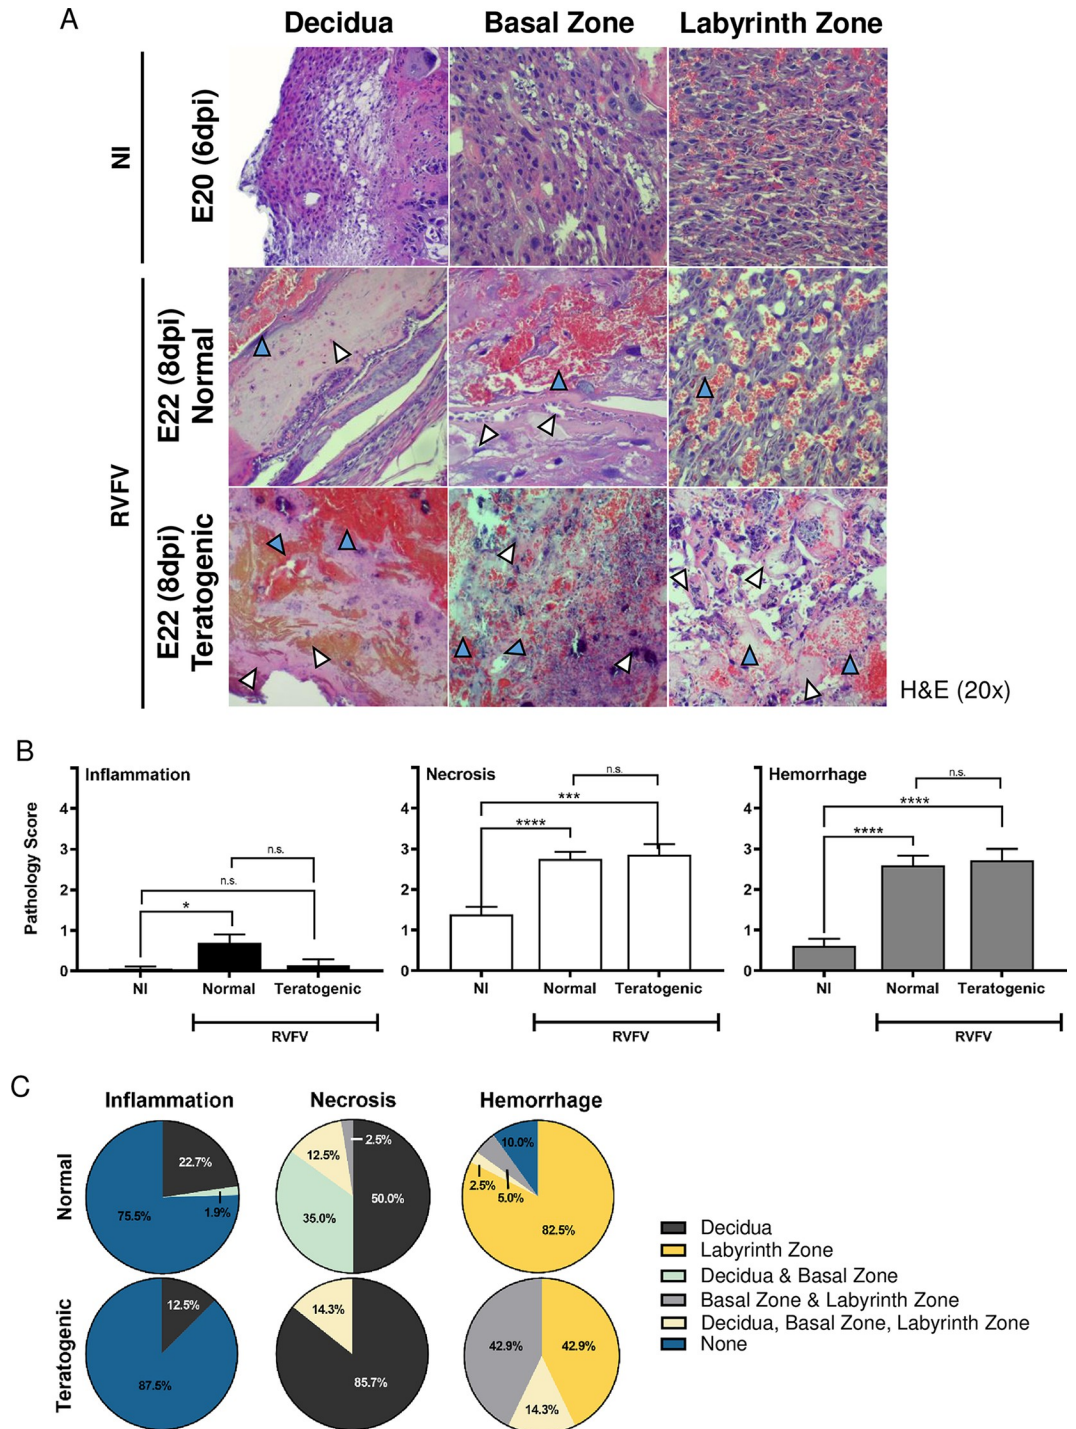 A
Decidua
Basal Zone
Labyrinth Zone
NI
E20 (6dpi)
RVFV
E22 (8dpi)
Normal
E22 (8dpi)
Teratogenic
H&E (20x)
B
Pathology Score
Inflammation
4
3
2
1
0
n.s.
n.s.
*
NI
Normal
Teratogenic
RVFV
Necrosis
4
3
2
1
0
n.s.
***
****
NI
Normal
Teratogenic
RVFV
Hemorrhage
4
3
2
1
0
n.s.
****
****
NI
Normal
Teratogenic
RVFV
C
Inflammation
Necrosis
Hemorrhage
Normal
22.7%
1.9%
75.5%
2.5%
12.5%
50.0%
35.0%
10.0%
2.5%
5.0%
82.5%
Teratogenic
12.5%
87.5%
14.3%
85.7%
42.9%
42.9%
14.3%
Decidua
Labyrinth Zone
Decidua & Basal Zone
Basal Zone & Labyrinth Zone
Decidua, Basal Zone, Labyrinth Zone
None